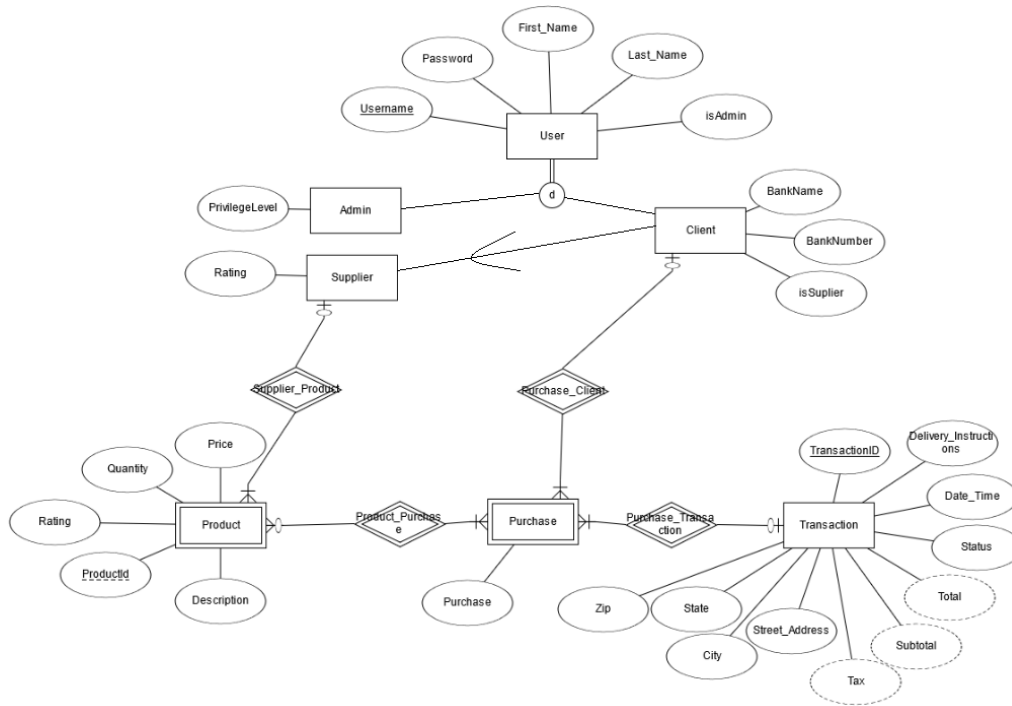 First_Name
Password
Last_Name
Username
isAdmin
User
d
PrivilegeLevel
Admin
BankName
Client
BankNumber
Rating
Supplier
isSuplier
Supplier_Product
Purchase_Client
Price
Quantity
TransactionID
Delivery_Instructi
ons
Rating
Product
Product_Purchas
e
Purchase
Purchase_Transa
ction
Transaction
Date_Time
Status
ProductId
Description
Purchase
Zip
State
Street_Address
City
Total
Subtotal
Tax